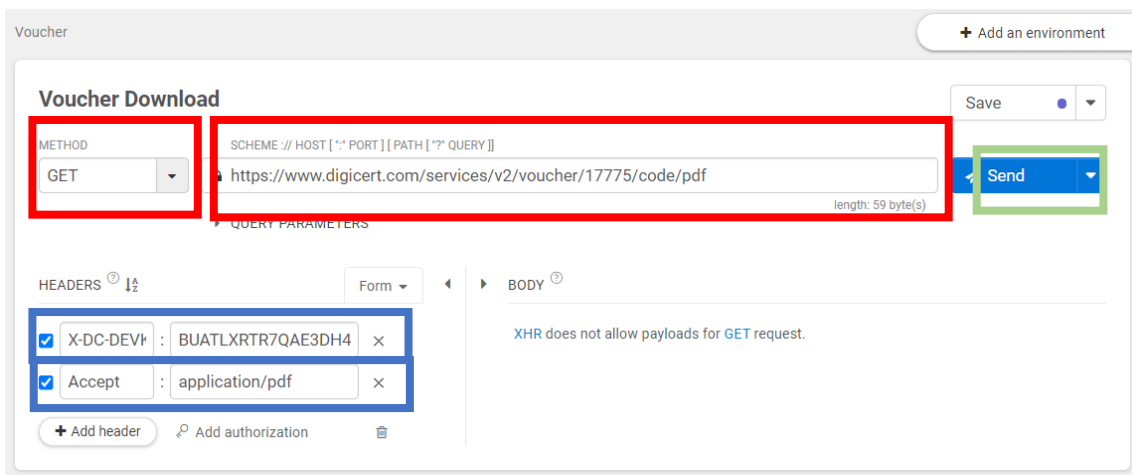 Voucher
+ Add an environment
Voucher Download
Save
METHOD
SCHEME :// HOST [ ":" PORT ] [ PATH [ "?" QUERY ]]
GET
https://www.digicert.com/services/v2/voucher/17775/code/pdf
Send
length: 59 byte(s)
QUERY PARAMETERS
HEADERS ? Form BODY ?
X-DC-DEVK : BUATLXRTR7QAE3DH4 ×
XHR does not allow payloads for GET request.
Accept : application/pdf ×
+ Add header Add authorization